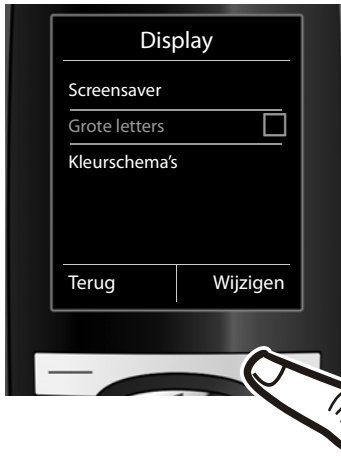 Display
Screensaver
Grote letters
Kleurschema's
Terug Wijzigen